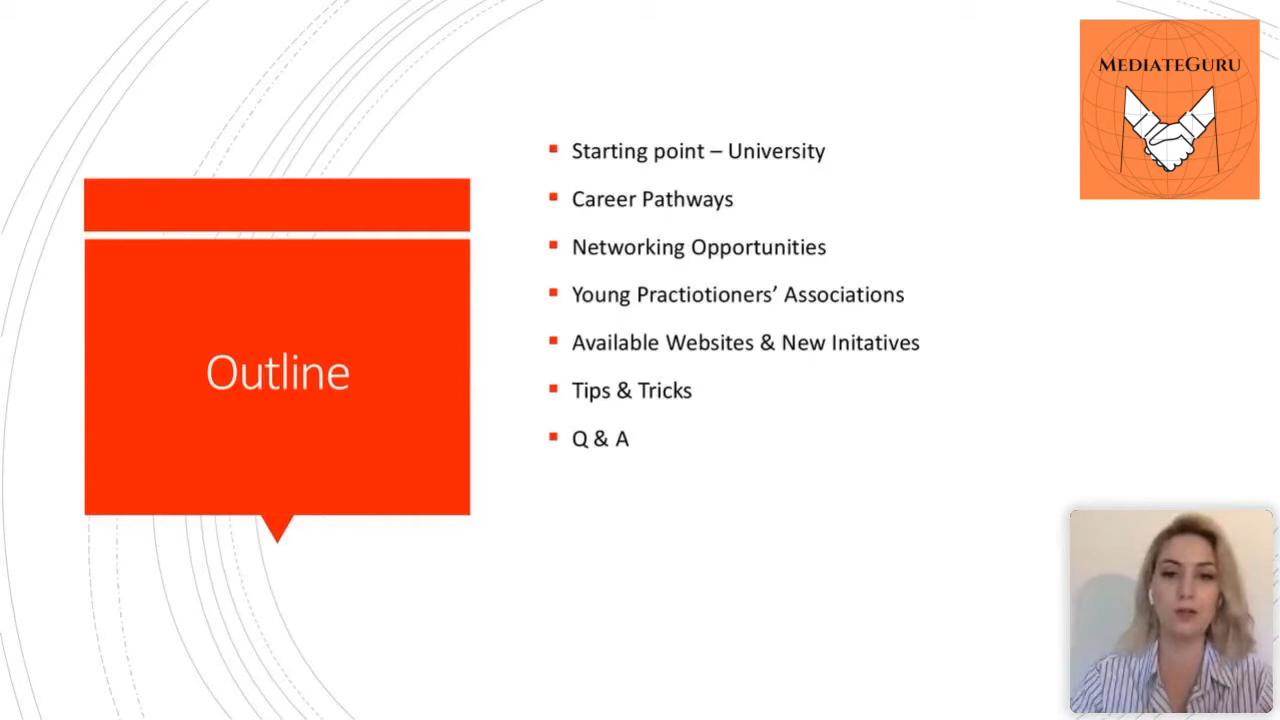 MEDIATEGURU
Starting point – University
Career Pathways
Networking Opportunities
Young Practiotioners’ Associations
Available Websites & New Initatives
Tips & Tricks
Q & A
Outline